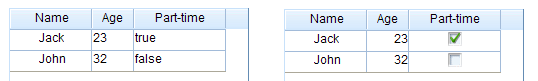 Name Age Part-time
Jack 23 true
John 32 false
Name Age Part-time
Jack 23
John 32